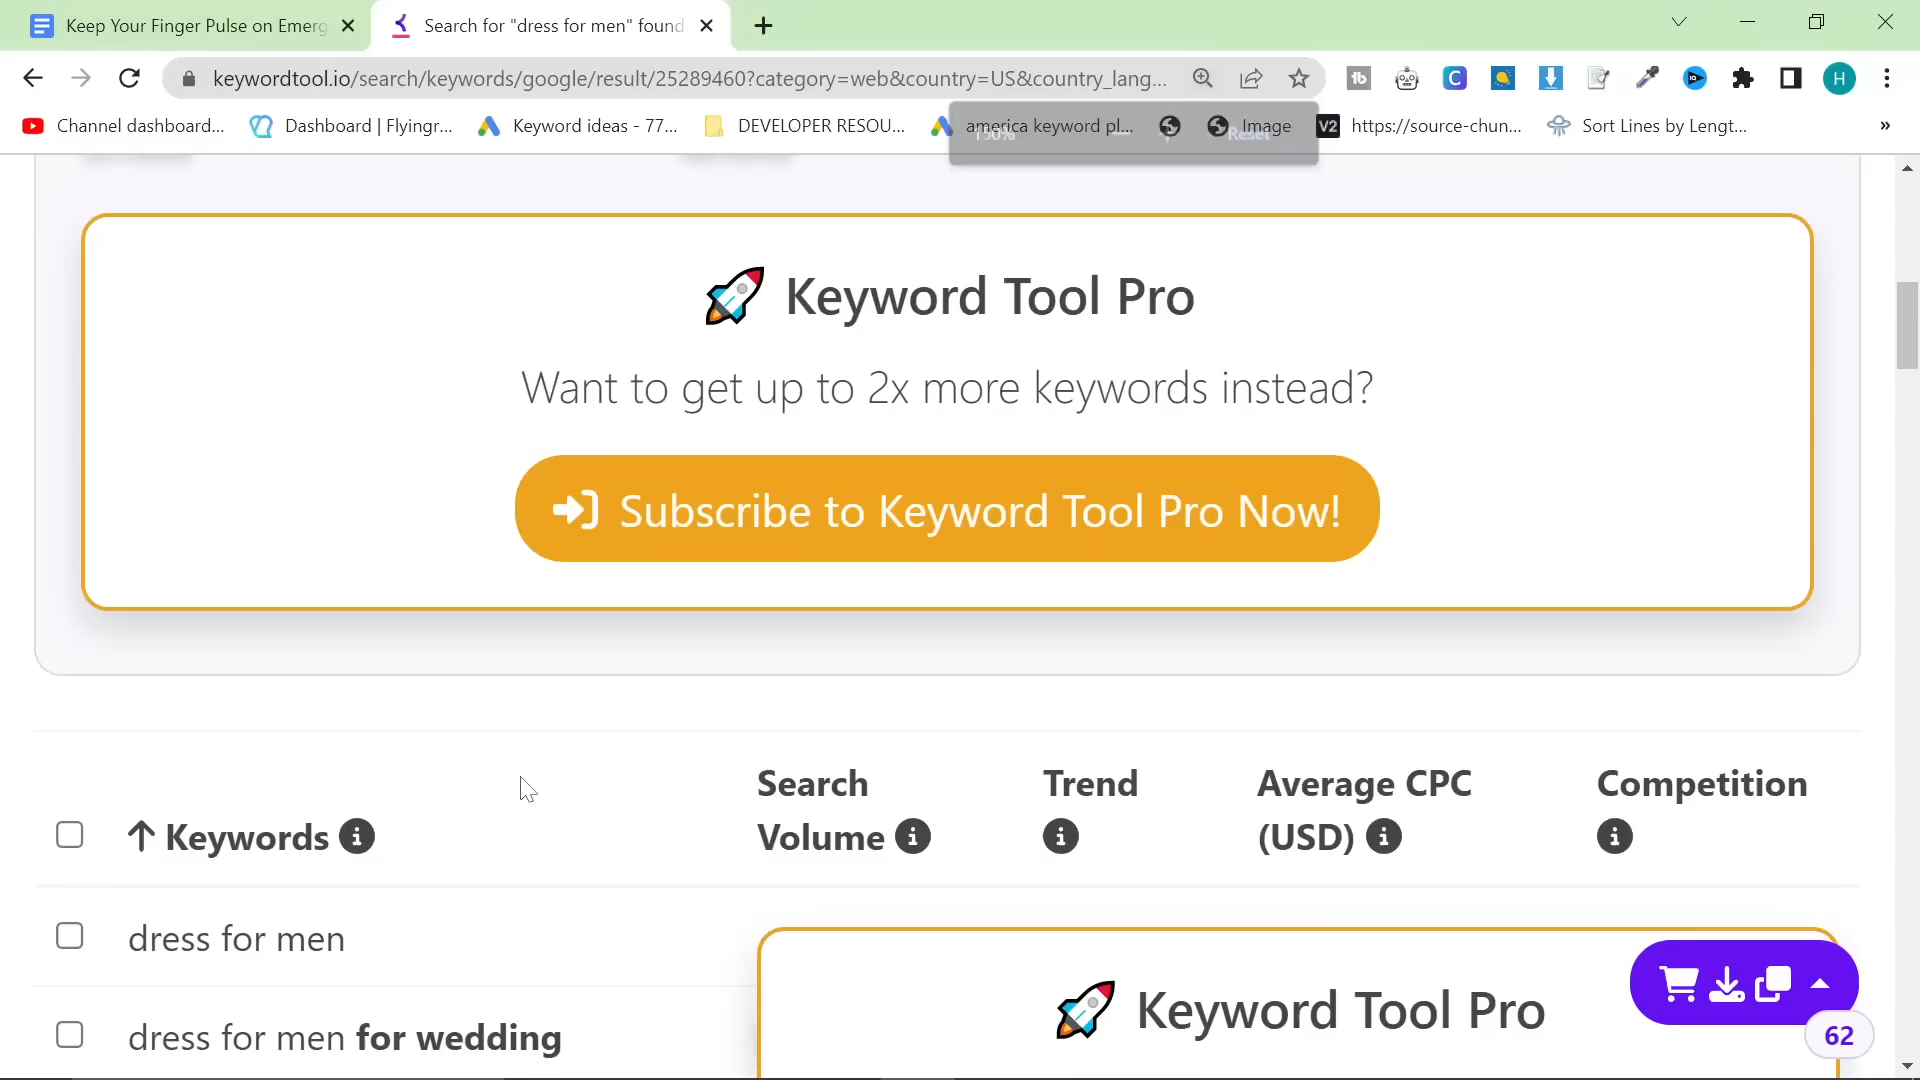 Keep Your Finger Pulse on Emerg
Search for "dress for men" found
keywordtool.io/search/keywords/google/result/25289460?category=web&country=US&country_lang...
H
Channel dashboard...
Dashboard | Flyingr...
Keyword ideas - 77...
DEVELOPER RESOU...
america keyword pl...
Image
V2
https://source-chun...
Sort Lines by Lengt...
150%
Reset
Keyword Tool Pro
Want to get up to 2x more keywords instead?
Subscribe to Keyword Tool Pro Now!
Keywords
Search
Volume
Trend
Average CPC
(USD)
Competition
dress for men
dress for men for wedding
Keyword Tool Pro
62